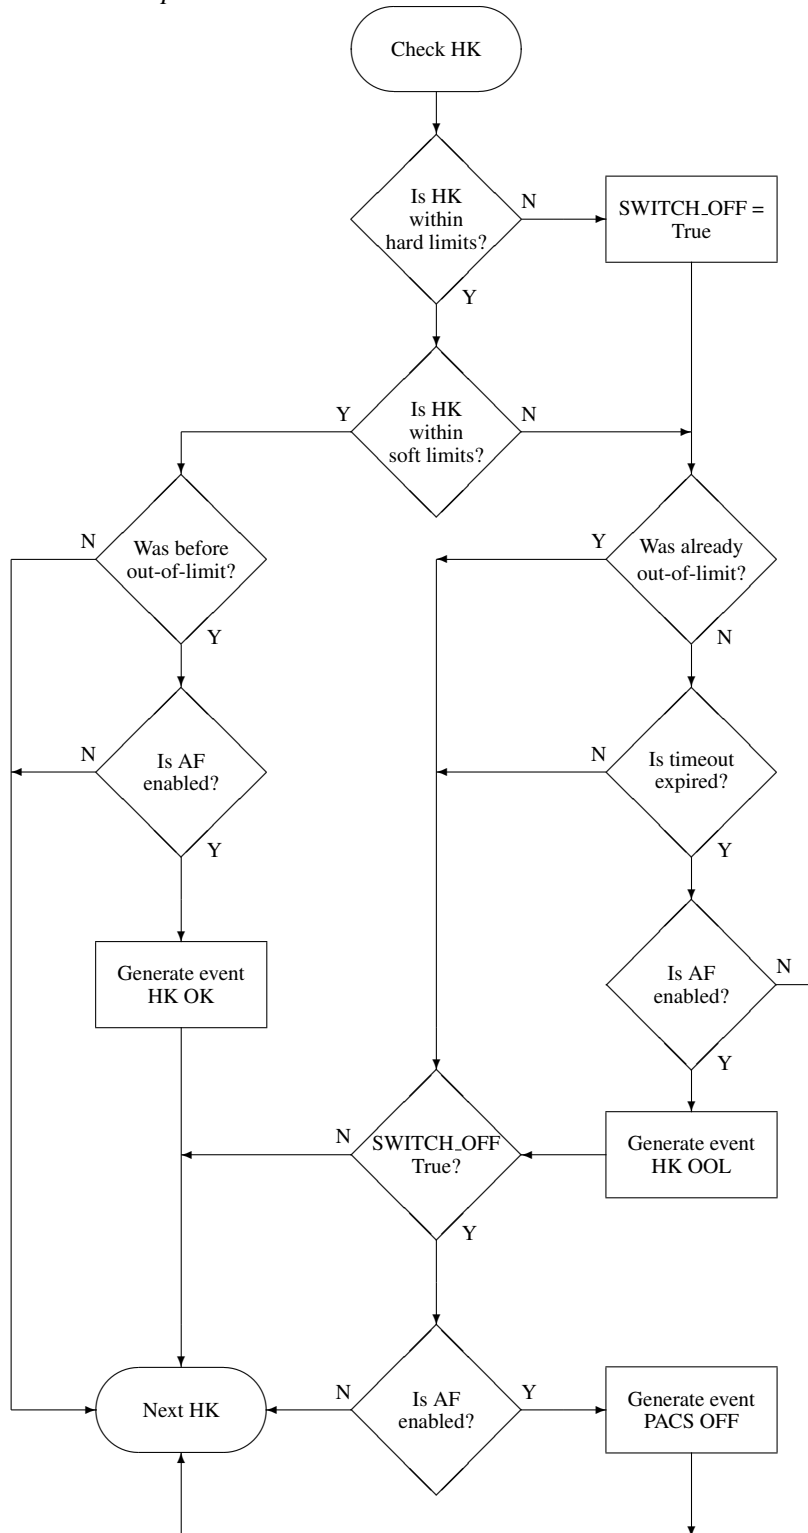 Check HK
Is HK
within
hard limits?
N
SWITCH_OFF =
True
Y
Y
Is HK
within
soft limits?
N
N
Was before
out-of-limit?
Y
Y
Was already
out-of-limit?
N
N
Is AF
enabled?
Y
N
Is timeout
expired?
Y
Generate event
HK OK
Is AF
enabled?
N
Y
N
SWITCH_OFF
True?
Y
Generate event
HK OOL
Next HK
N
Is AF
enabled?
Y
Generate event
PACS OFF